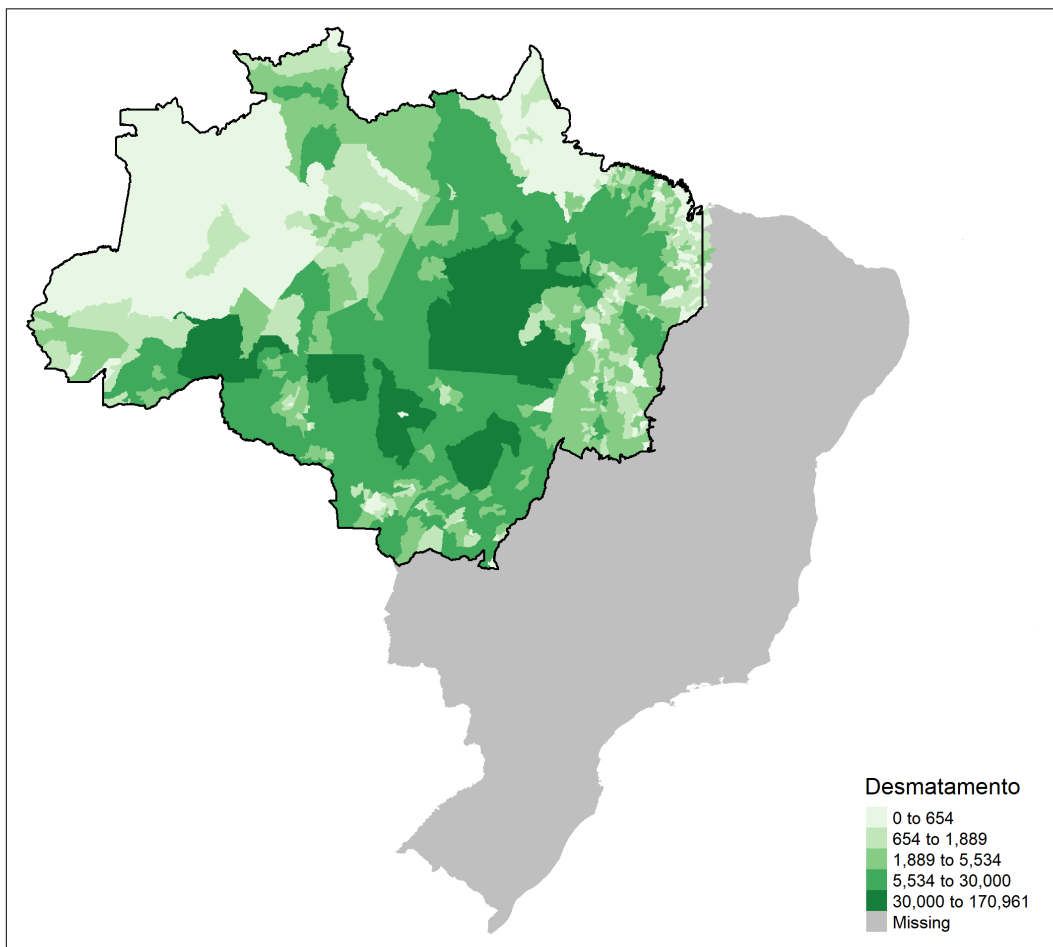 Desmatamento
0 to 654
654 to 1,889
1,889 to 5,534
5,534 to 30,000
30,000 to 170,961
Missing